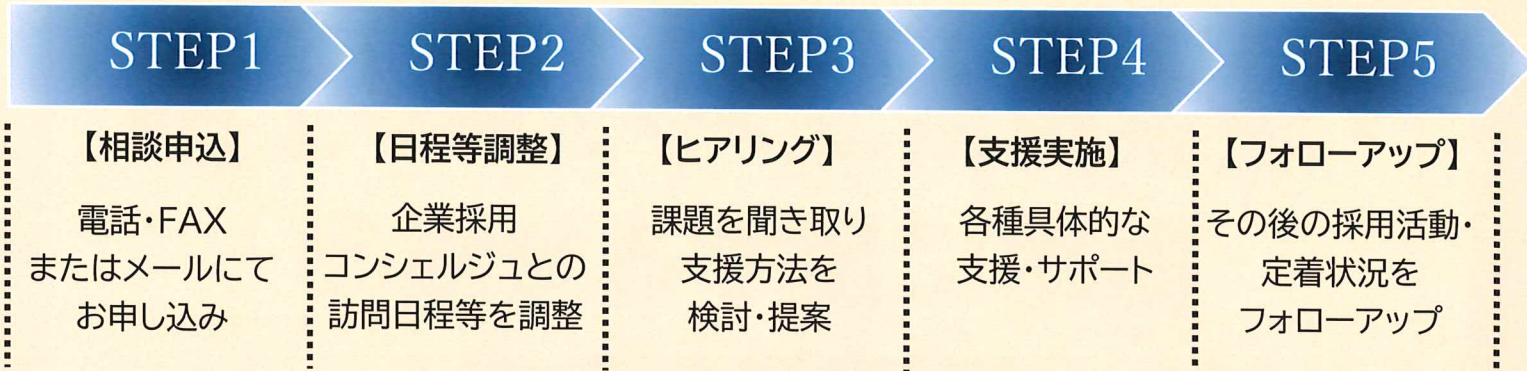 STEP1
STEP2
STEP3
STEP4
STEP5
【相談申込】
電話・FAX
またはメールにて
お申し込み
【日程等調整】
企業採用
コンシェルジュとの
訪問日程等を調整
【ヒアリング】
課題を聞き取り
支援方法を
検討・提案
【支援実施】
各種具体的な
支援・サポート
【フォローアップ】
その後の採用活動・
定着状況を
フォローアップ